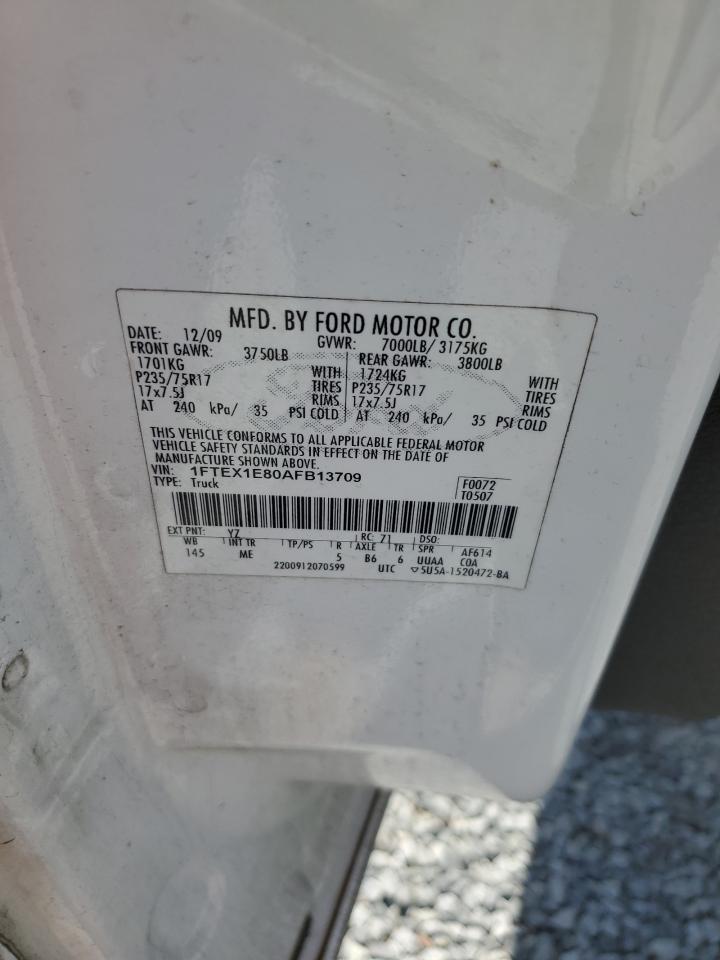 MFD. BY FORD MOTOR CO.
DATE: 12/09 GVWR: 7000LB/ 3175KG
FRONT GAWR: 3750LB REAR GAWR: 3800LB
1701KG WITH 1724KG WITH
P235/75R17 TIRES P235/75R17 TIRES
17x7.5J RIMS 17x7.5J RIMS
AT 240 kPa/ 35 PSI COLD AT 240 kPa/ 35 PSI COLD
THIS VEHICLE CONFORMS TO ALL APPLICABLE FEDERAL MOTOR
VEHICLE SAFETY STANDARDS IN EFFECT ON THE DATE OF
MANUFACTURE SHOWN ABOVE.
VIN: 1FTEX1E80AFB13709 F0072
TYPE: Truck T0507
EXT PNT: YZ RC: 71 DSO:
WB INT TR TP/PS R AXLE TR SPR AF614
145 ME 5 B6 6 UUAA COA
2200912070599 UTC ▽5U5A-1520472-BA